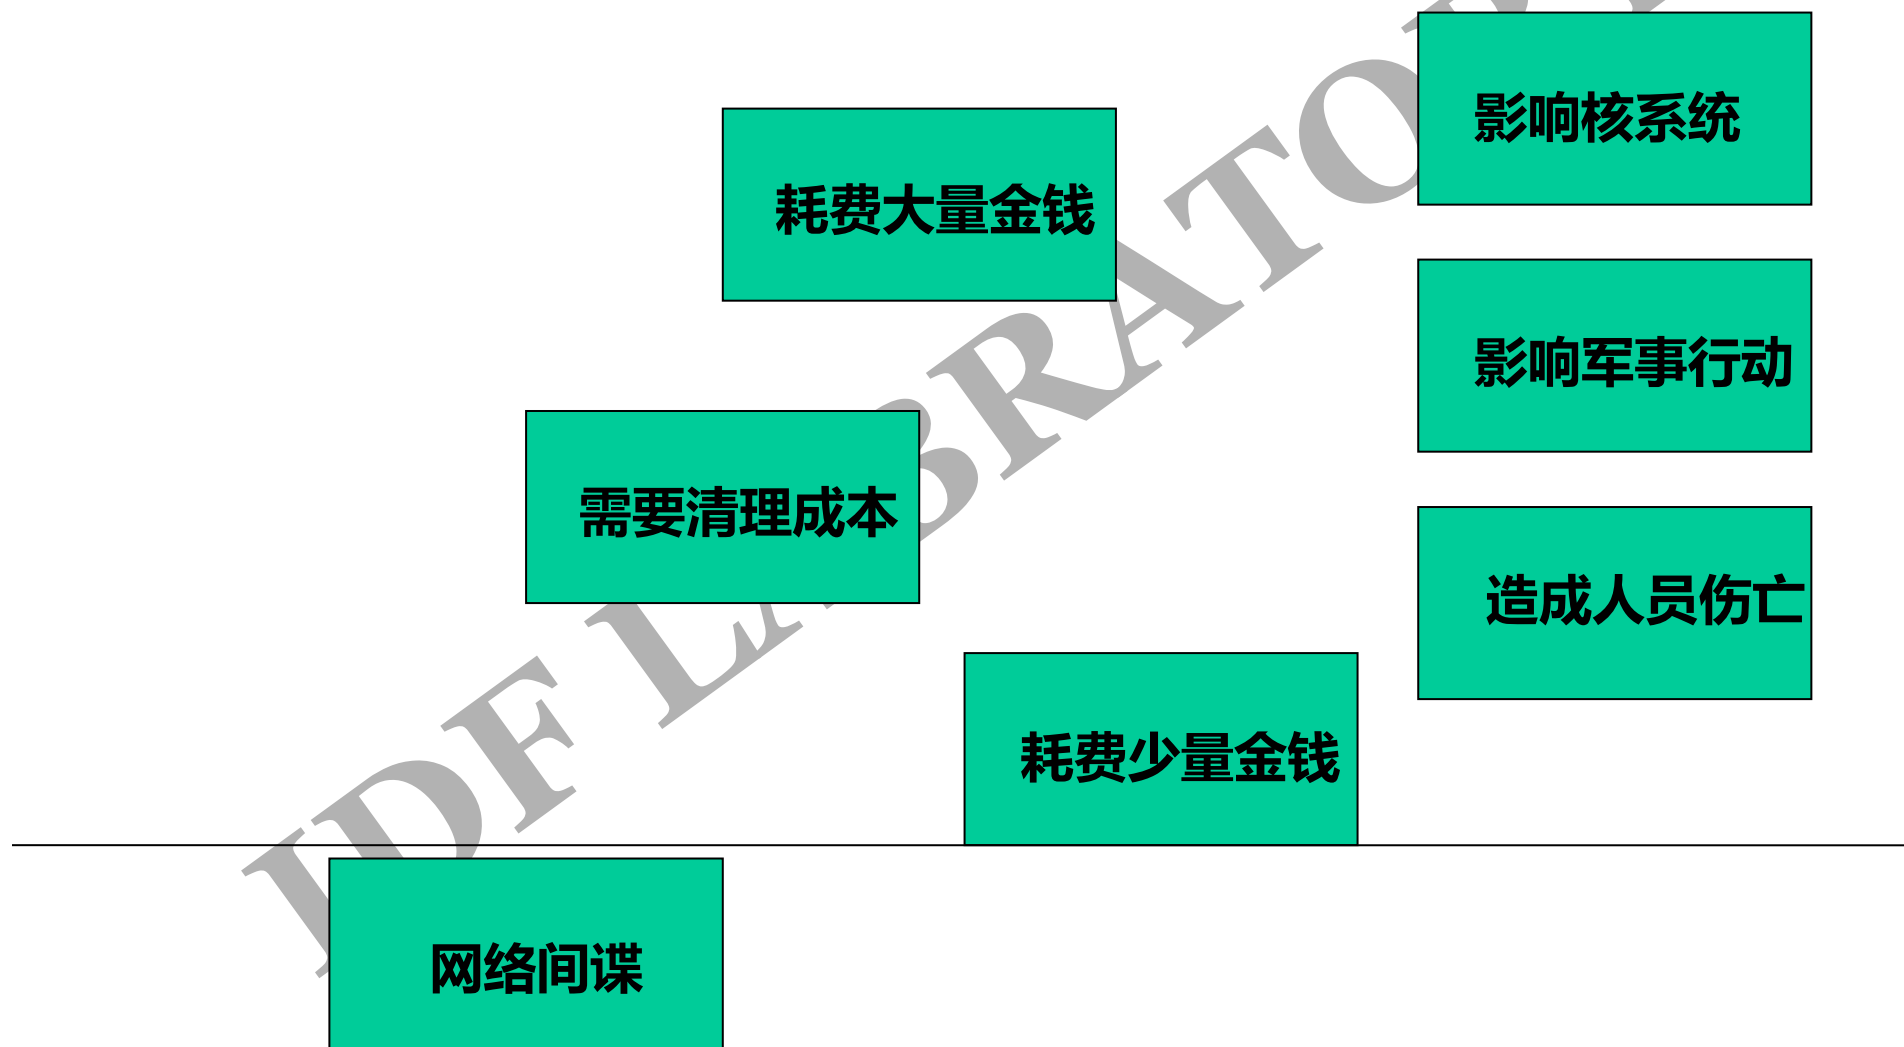 影响核系统
耗费大量金钱
影响军事行动
需要清理成本
造成人员伤亡
耗费少量金钱
网络间谍
IDF LABRATO